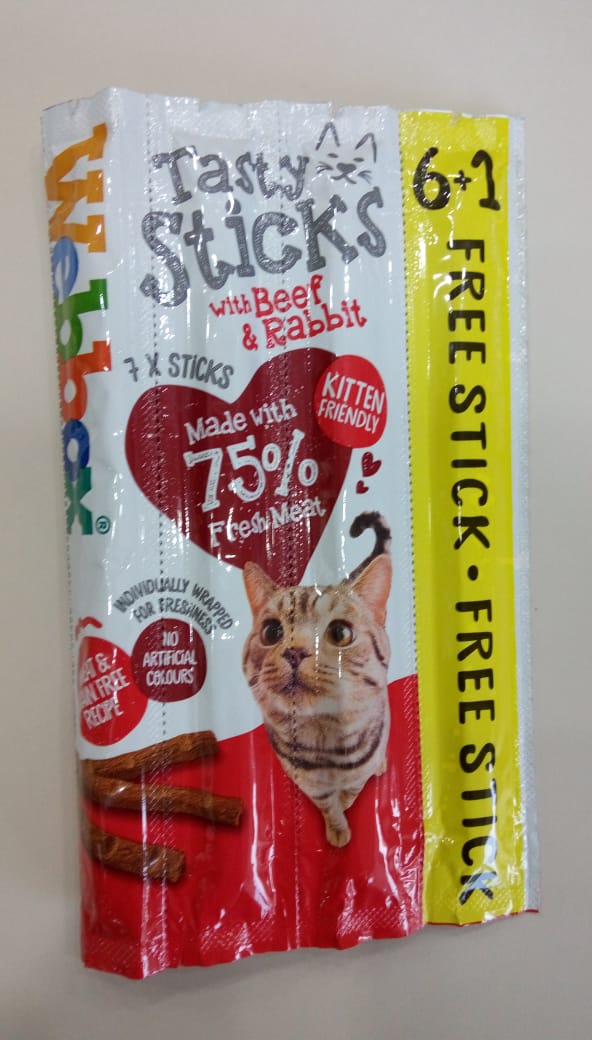 Webbox®
Tasty
Sticks
with Beef
& Rabbit
7 X STICKS
KITTEN
FRIENDLY
Made with
75%
Fresh Meat
INDIVIDUALLY WRAPPED
FOR FRESHNESS
NO
ARTIFICIAL
COLOURS
&
FREE
RECIPE
6+1
FREE STICK • FREE STICK